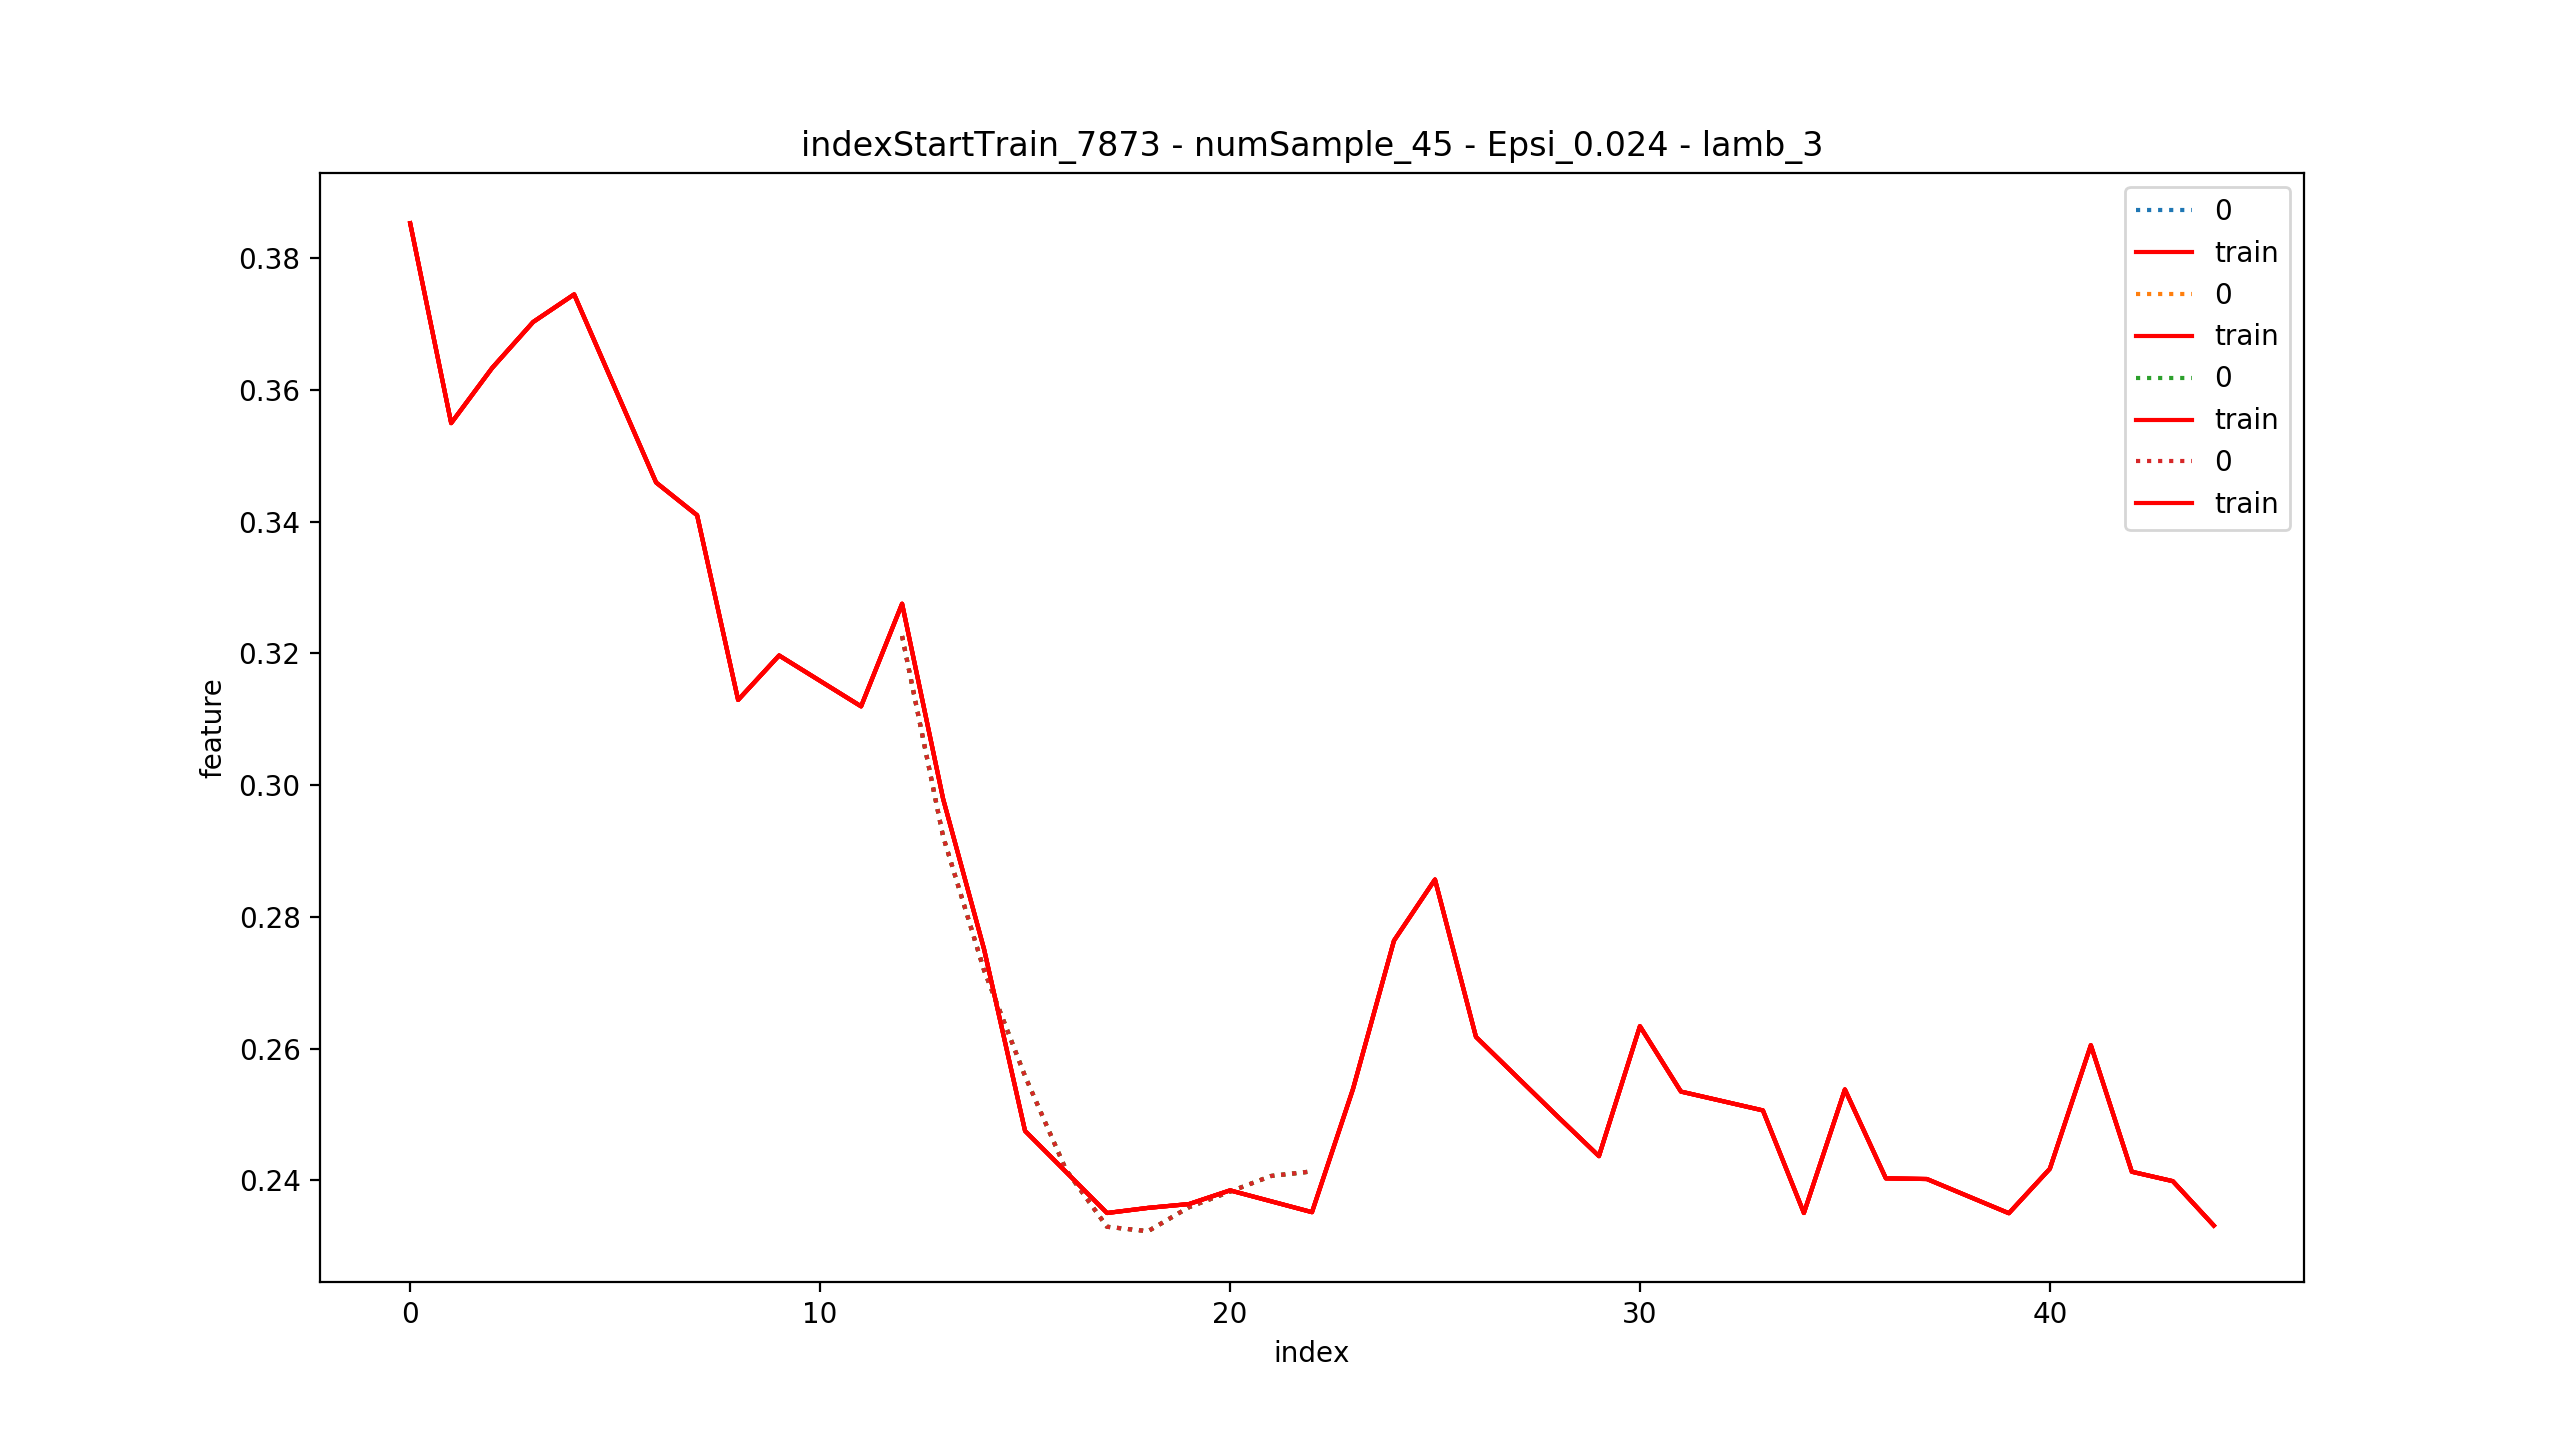 indexStartTrain_7873 - numSample_45 - Epsi_0.024 - lamb_3
0
train
0
train
0
train
0
train
feature
0.38
0.36
0.34
0.32
0.30
0.28
0.26
0.24
0 10 20 30 40
index